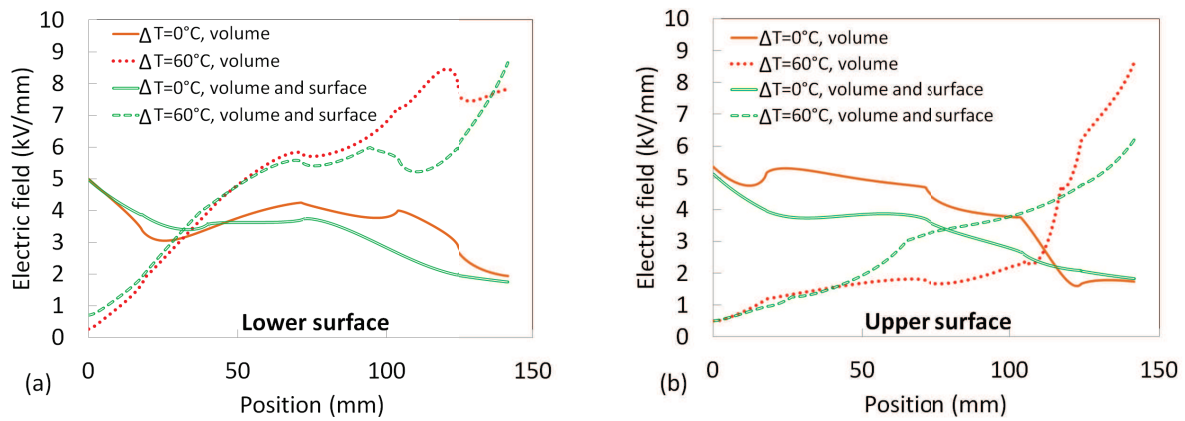 10
9
8
7
6
5
4
3
2
1
0
Electric field (kV/mm)
ΔT=0°C, volume
ΔT=60°C, volume
ΔT=0°C, volume and surface
ΔT=60°C, volume and surface
Lower surface
0 50 100 150
(a)
Position (mm)
10
9
8
7
6
5
4
3
2
1
0
Electric field (kV/mm)
ΔT=0°C, volume
ΔT=60°C, volume
ΔT=0°C, volume and surface
ΔT=60°C, volume and surface
Upper surface
0 50 100 150
(b)
Position (mm)